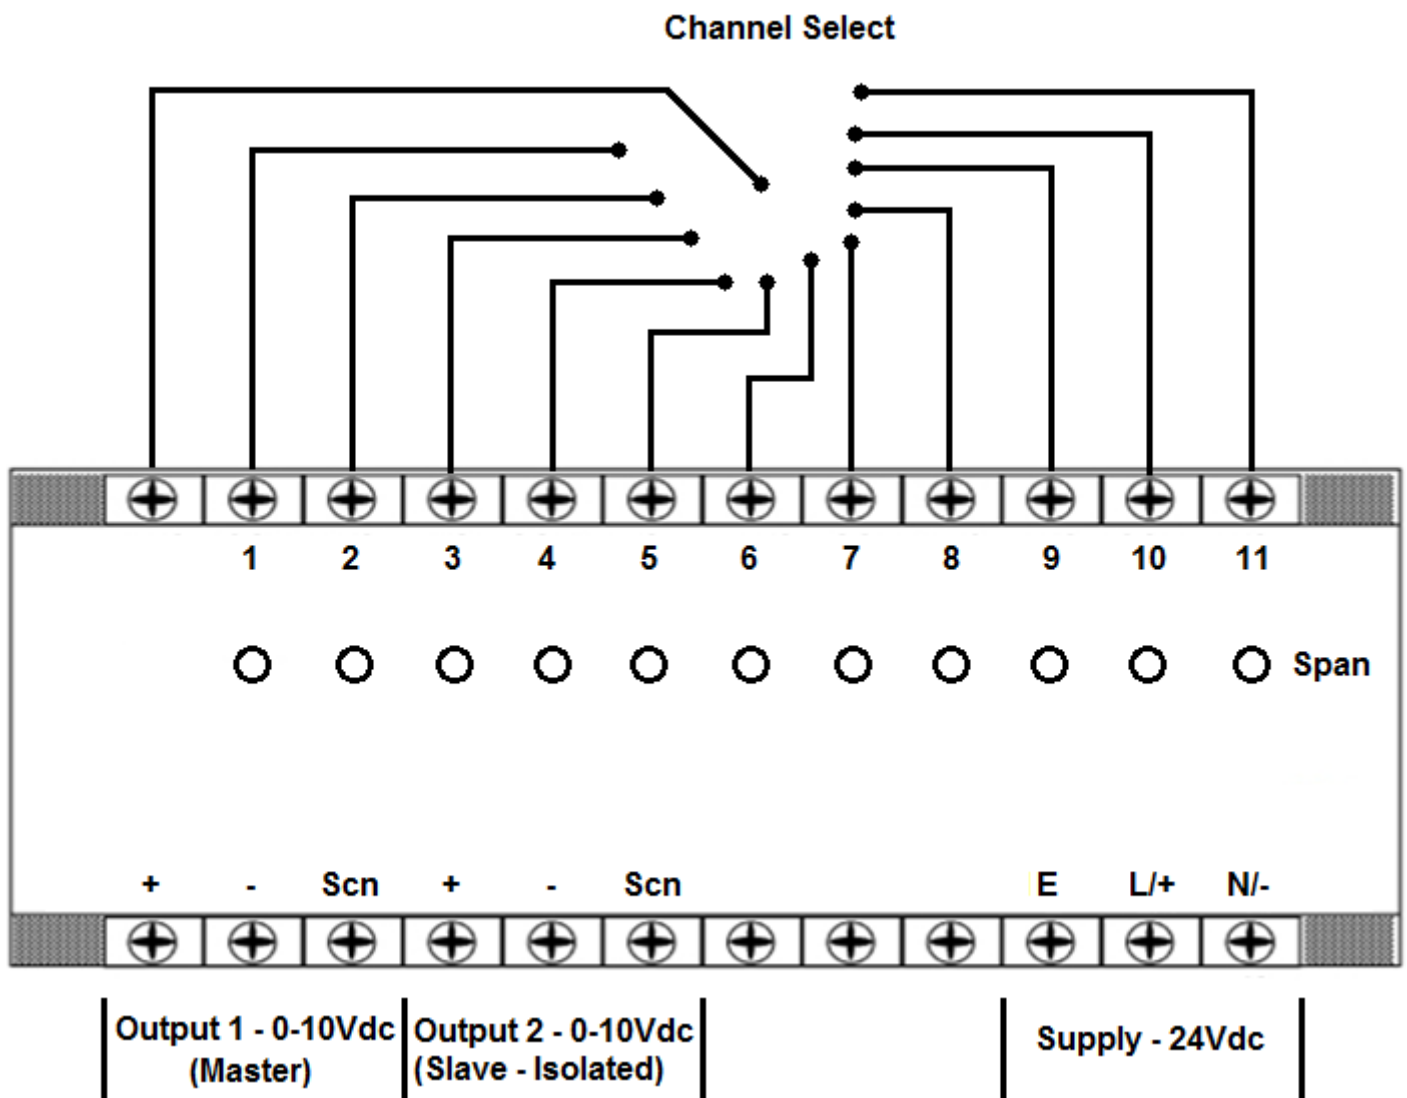 Channel Select
1 2 3 4 5 6 7 8 9 10 11
Span
+ - Scn + - Scn E L/+ N/-
Output 1 - 0-10Vdc
(Master)
Output 2 - 0-10Vdc
(Slave - Isolated)
Supply - 24Vdc